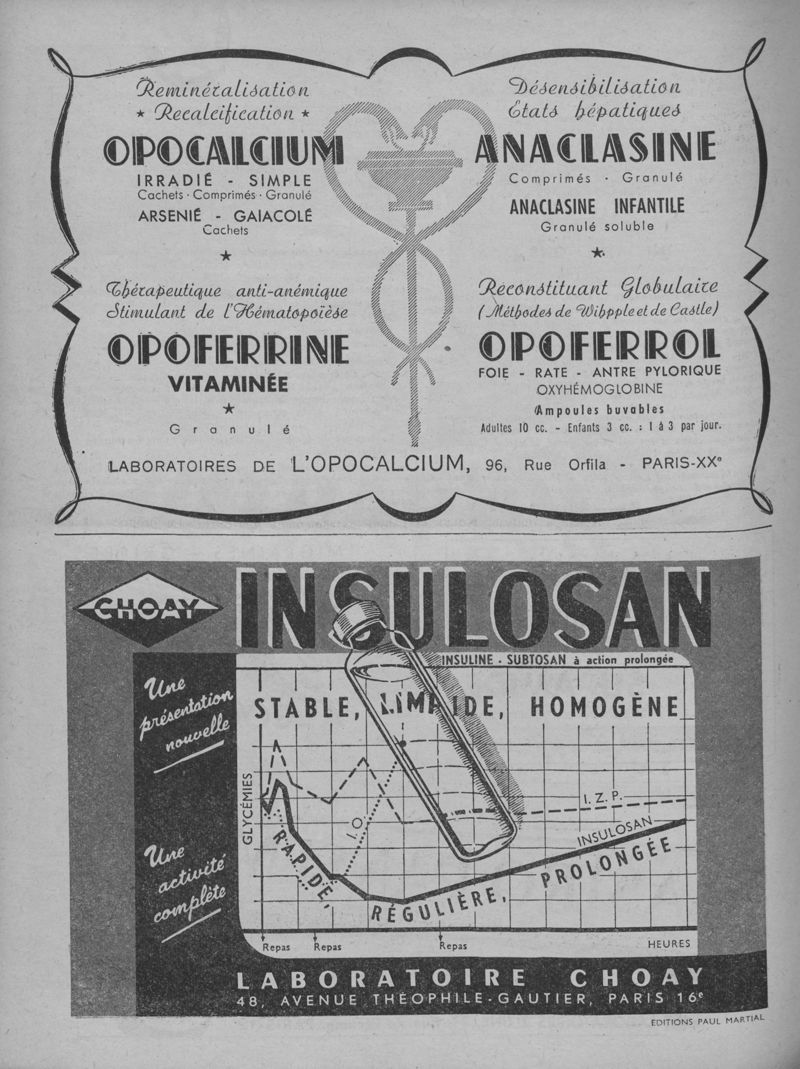 Reminéralisation
★ Recalcification ★
OPOCALCIUM
IRRADIÉ - SIMPLE
Cachets · Comprimés · Granulé
ARSENIÉ - GAIACOLÉ
Cachets
★
Désensibilisation
États hépatiques
ANACLASINE
Comprimés · Granulé
ANACLASINE INFANTILE
Granulé soluble
★
Thérapeutique anti-anémique
Stimulant de l'Hématopoïèse
OPOFERRINE
VITAMINÉE
★
Granulé
Reconstituant Globulaire
(Méthodes de Wibpple et de Castle)
OPOFERROL
FOIE - RATE - ANTRE PYLORIQUE
OXYHÉMOGLOBINE
Ampoules buvables
Adultes 10 cc. - Enfants 3 cc. : 1 à 3 par jour.
LABORATOIRES DE L'OPOCALCIUM, 96, Rue Orfila - PARIS-XXe
CHOAY
INSULOSAN
INSULINE - SUBTOSAN à action prolongée
Une
présentation
nouvelle
STABLE, LIMPIDE, HOMOGÈNE
GLYCÉMIES
I.O.
I. Z. P.
INSULOSAN
Une
activité
complète
RAPIDE,
RÉGULIÈRE,
PROLONGÉE
Repas
Repas
Repas
HEURES
LABORATOIRE CHOAY
48, AVENUE THÉOPHILE-GAUTIER, PARIS 16e
EDITIONS PAUL MARTIAL